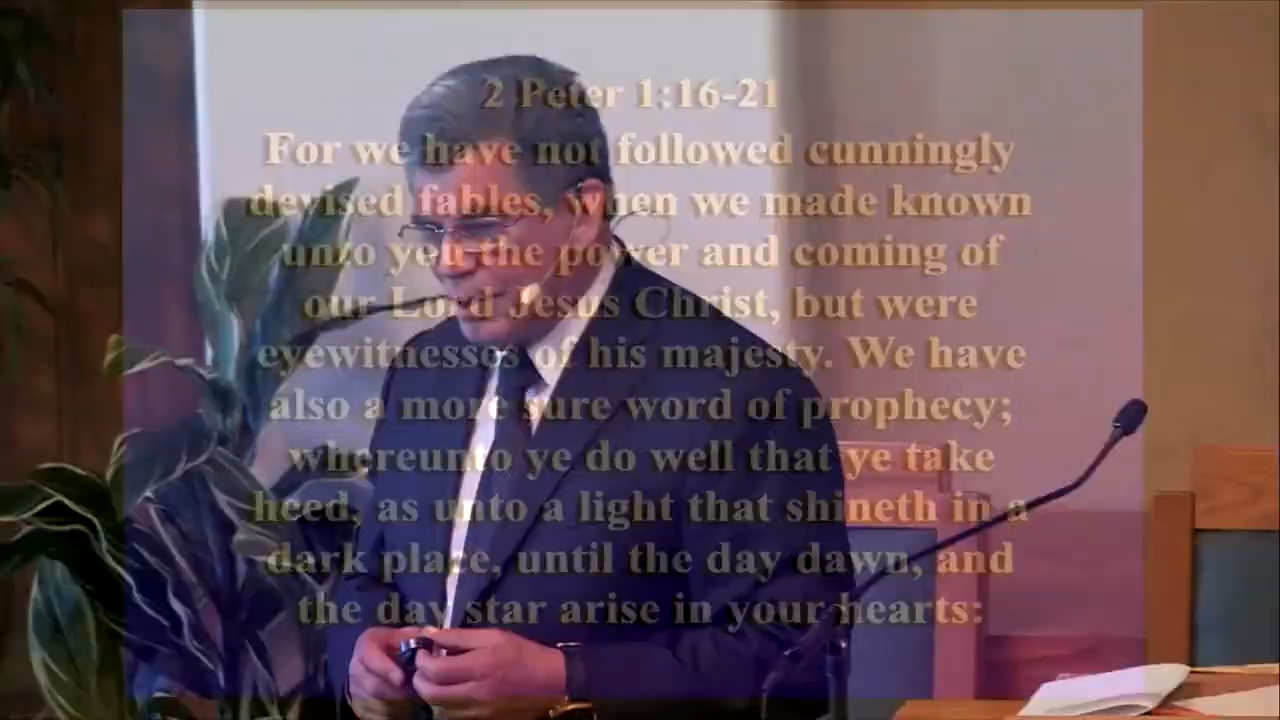 2 Peter 1:16-21
For we have not followed cunningly
devised fables, when we made known
unto you the power and coming of
our Lord Jesus Christ, but were
eyewitnesses of his majesty. We have
also a more sure word of prophecy;
whereunto ye do well that ye take
heed, as unto a light that shineth in a
dark place, until the day dawn, and
the day star arise in your hearts: